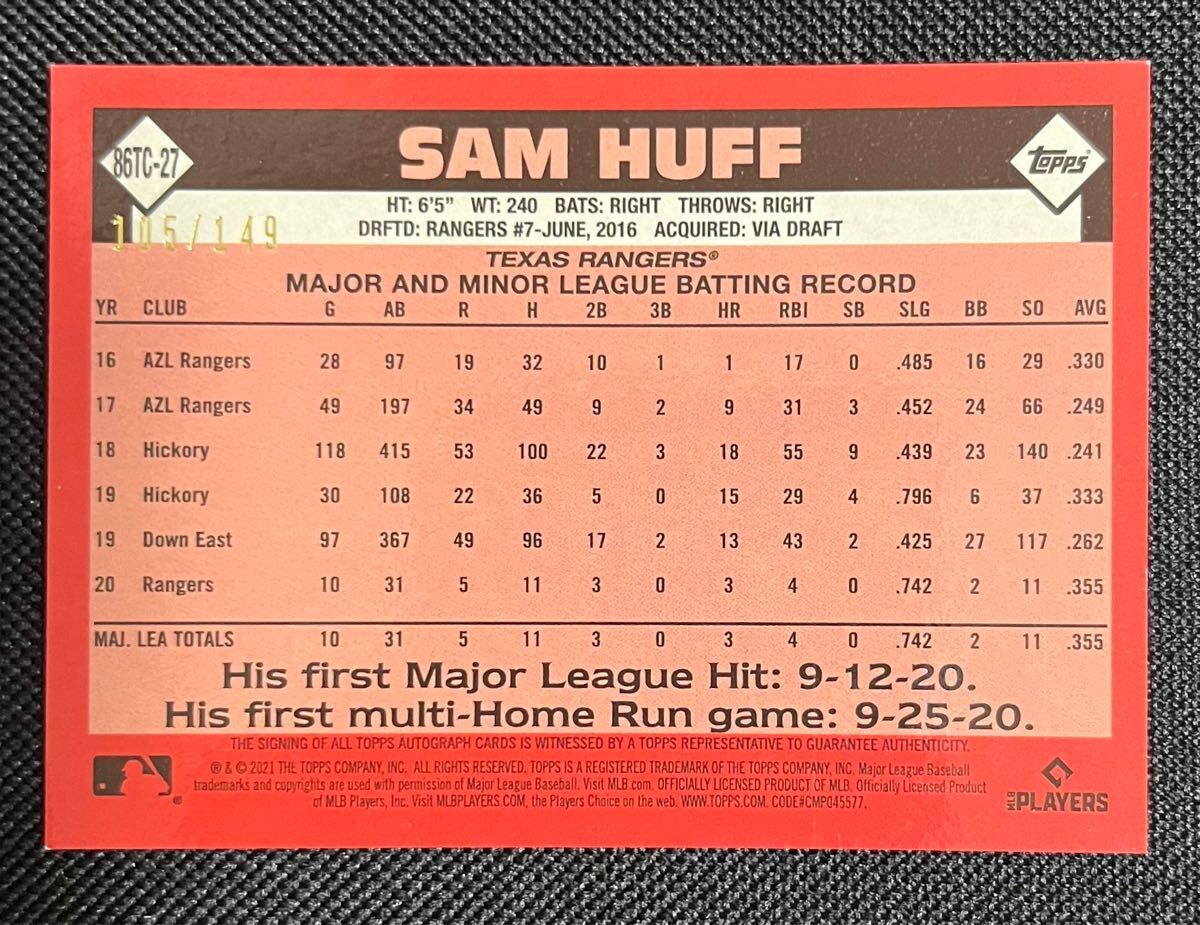 86TC-27
SAM HUFF
Topps®
105/149
HT: 6'5" WT: 240 BATS: RIGHT THROWS: RIGHT
DRFTD: RANGERS #7-JUNE, 2016 ACQUIRED: VIA DRAFT
TEXAS RANGERS®
MAJOR AND MINOR LEAGUE BATTING RECORD
YR CLUB G AB R H 2B 3B HR RBI SB SLG BB SO AVG
16 AZL Rangers 28 97 19 32 10 1 1 17 0 .485 16 29 .330
17 AZL Rangers 49 197 34 49 9 2 9 31 3 .452 24 66 .249
18 Hickory 118 415 53 100 22 3 18 55 9 .439 23 140 .241
19 Hickory 30 108 22 36 5 0 15 29 4 .796 6 37 .333
19 Down East 97 367 49 96 17 2 13 43 2 .425 27 117 .262
20 Rangers 10 31 5 11 3 0 3 4 0 .742 2 11 .355
MAJ. LEA TOTALS 10 31 5 11 3 0 3 4 0 .742 2 11 .355
His first Major League Hit: 9-12-20.
His first multi-Home Run game: 9-25-20.
THE SIGNING OF ALL TOPPS AUTOGRAPH CARDS IS WITNESSED BY A TOPPS REPRESENTATIVE TO GUARANTEE AUTHENTICITY.
® & © 2021 THE TOPPS COMPANY, INC. ALL RIGHTS RESERVED. TOPPS IS A REGISTERED TRADEMARK OF THE TOPPS COMPANY, INC. Major League Baseball
trademarks and copyrights are used with permission of Major League Baseball. Visit MLB.com. OFFICIALLY LICENSED PRODUCT OF MLB. Officially Licensed Product
of MLB Players, Inc. Visit MLBPLAYERS.COM, the Players Choice on the web. WWW.TOPPS.COM. CODE#CMP045577.
MLB PLAYERS